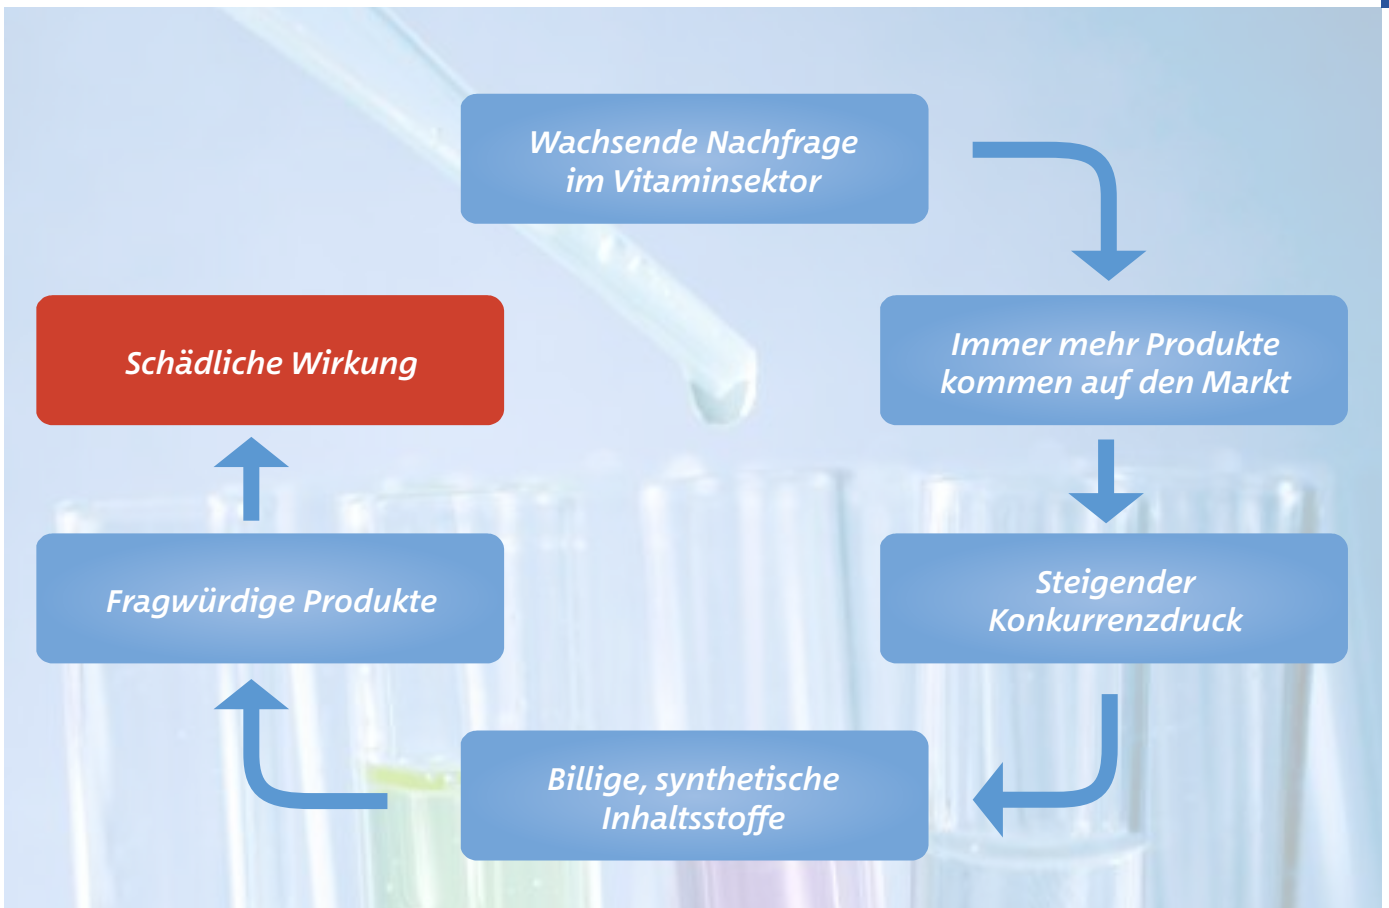 Wachsende Nachfrage
im Vitaminsektor
Immer mehr Produkte
kommen auf den Markt
Steigender
Konkurrenzdruck
Billige, synthetische
Inhaltsstoffe
Fragwürdige Produkte
Schädliche Wirkung